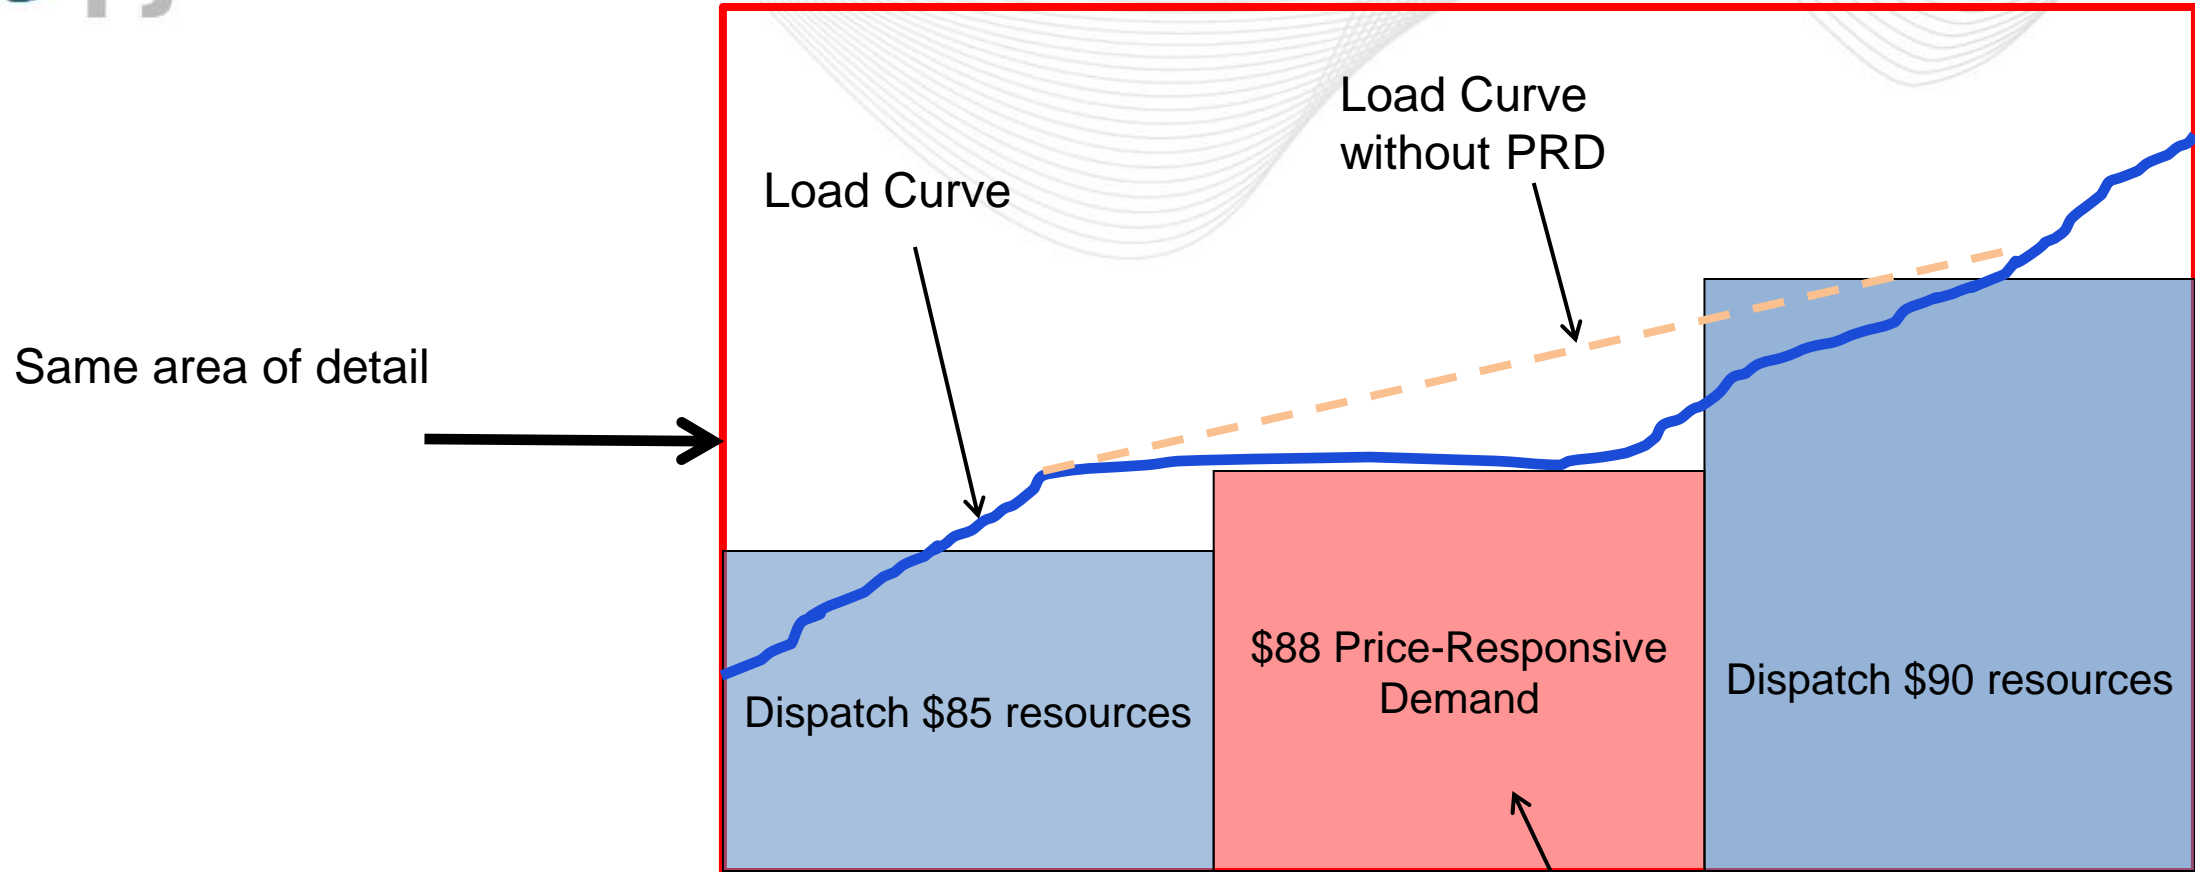 Load Curve
without PRD
Load Curve
Same area of detail
$88 Price-Responsive
Demand
Dispatch $85 resources
Dispatch $90 resources